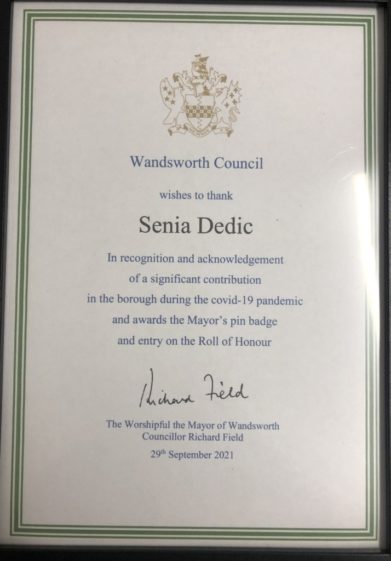 Wandsworth Council
wishes to thank
Senia Dedic
In recognition and acknowledgement
of a significant contribution
in the borough during the covid-19 pandemic
and awards the Mayor's pin badge
and entry on the Roll of Honour
Richard Field
The Worshipful the Mayor of Wandsworth
Councillor Richard Field
29th September 2021